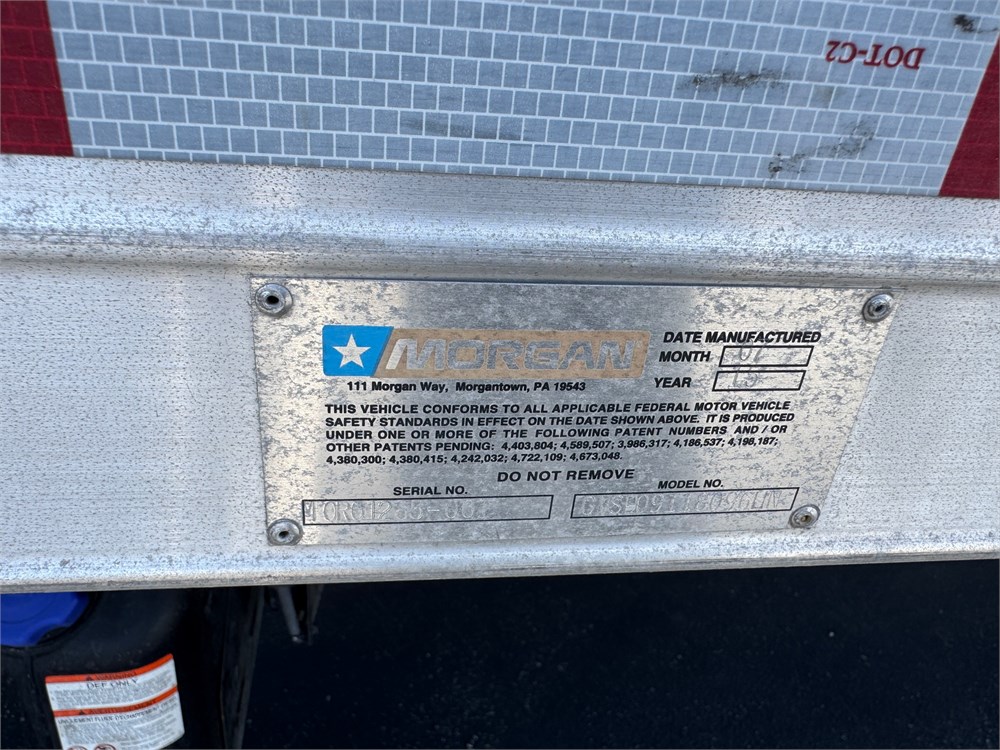 DOT-C2
MORGAN
111 Morgan Way, Morgantown, PA 19543
DATE MANUFACTURED
MONTH 07
YEAR 15
THIS VEHICLE CONFORMS TO ALL APPLICABLE FEDERAL MOTOR VEHICLE
SAFETY STANDARDS IN EFFECT ON THE DATE SHOWN ABOVE. IT IS PRODUCED
UNDER ONE OR MORE OF THE FOLLOWING PATENT NUMBERS AND / OR
OTHER PATENTS PENDING: 4,403,804; 4,589,507; 3,986,317; 4,186,537; 4,198,187;
4,380,300; 4,380,415; 4,242,032; 4,722,109; 4,673,048.
DO NOT REMOVE
SERIAL NO.
MODEL NO.
WARNING
DEF ONLY